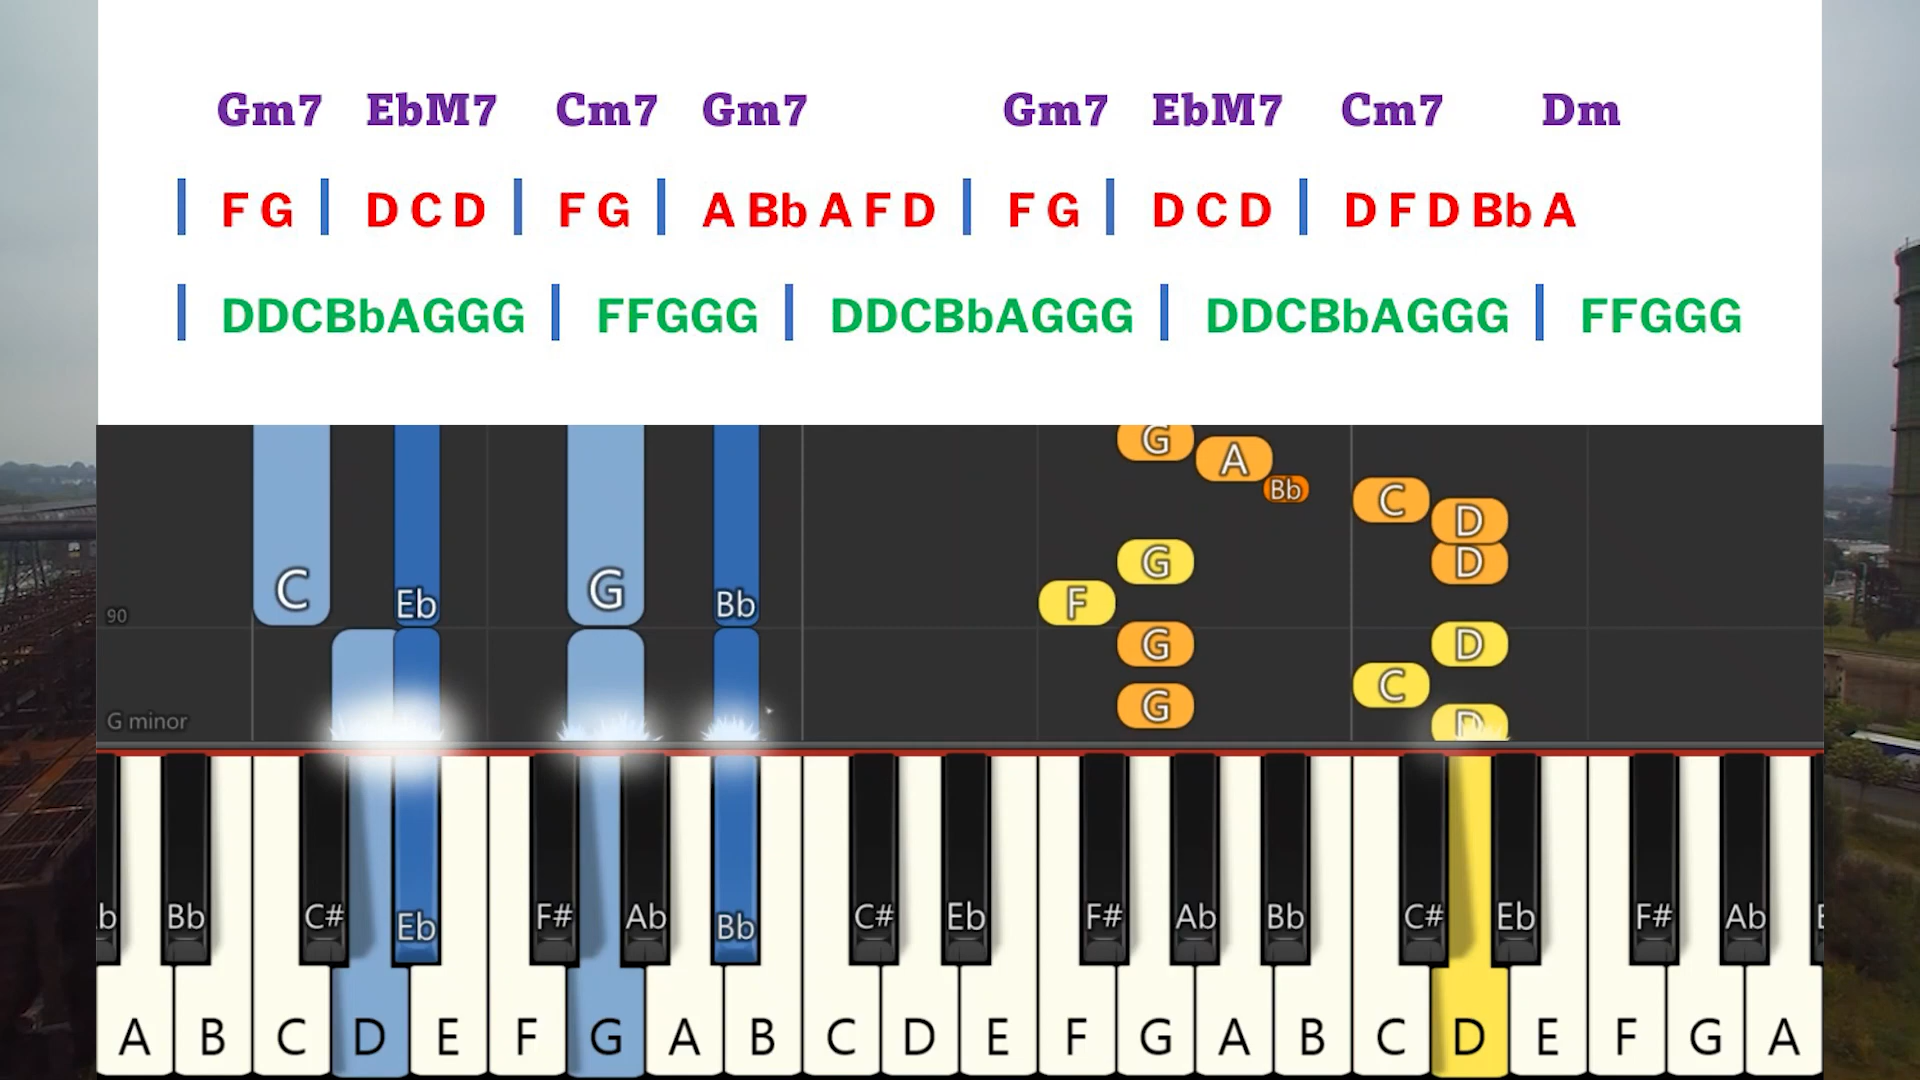 Gm7 EbM7 Cm7 Gm7 Gm7 EbM7 Cm7 Dm
| F G | D C D | F G | A Bb A F D | F G | D C D | D F D Bb A
| DDCBbAGGG | FFGGG | DDCBbAGGG | DDCBbAGGG | FFGGG
G
A
Bb
C
D
G D
C Eb G Bb F
90
G D
C
G D
G minor
b Bb C# Eb F# Ab Bb C# Eb F# Ab Bb C# Eb F# Ab
A B C D E F G A B C D E F G A B C D E F G A